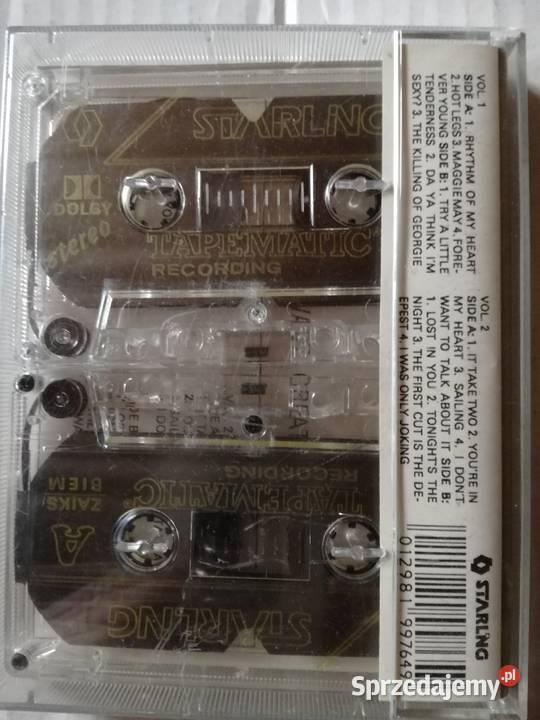 VOL. 1
SIDE A: 1. RHYTHM OF MY HEART
2. HOT LEGS 3. MAGGIE MAY 4. FORE-
VER YOUNG SIDE B: 1. TRY A LITTLE
TENDERNESS 2. DA YA THINK I'M
SEXY? 3. THE KILLING OF GEORGIE
VOL. 2
SIDE A: 1. IT TAKE TWO 2. YOU'RE IN
MY HEART 3. SAILING 4. I DON'T
WANT TO TALK ABOUT IT SIDE B:
1. LOST IN YOU 2. TONIGHT'S THE
NIGHT 3. THE FIRST CUT IS THE DE-
EPEST 4. I WAS ONLY JOKING
STARLING
012981 997649
STARLING
DOLBY
stereo
TAPEMATIC
RECORDING
A
ZAIKS
BIEM
TAPEMATIC
RECORDING
STARLING
Sprzedajemy.pl